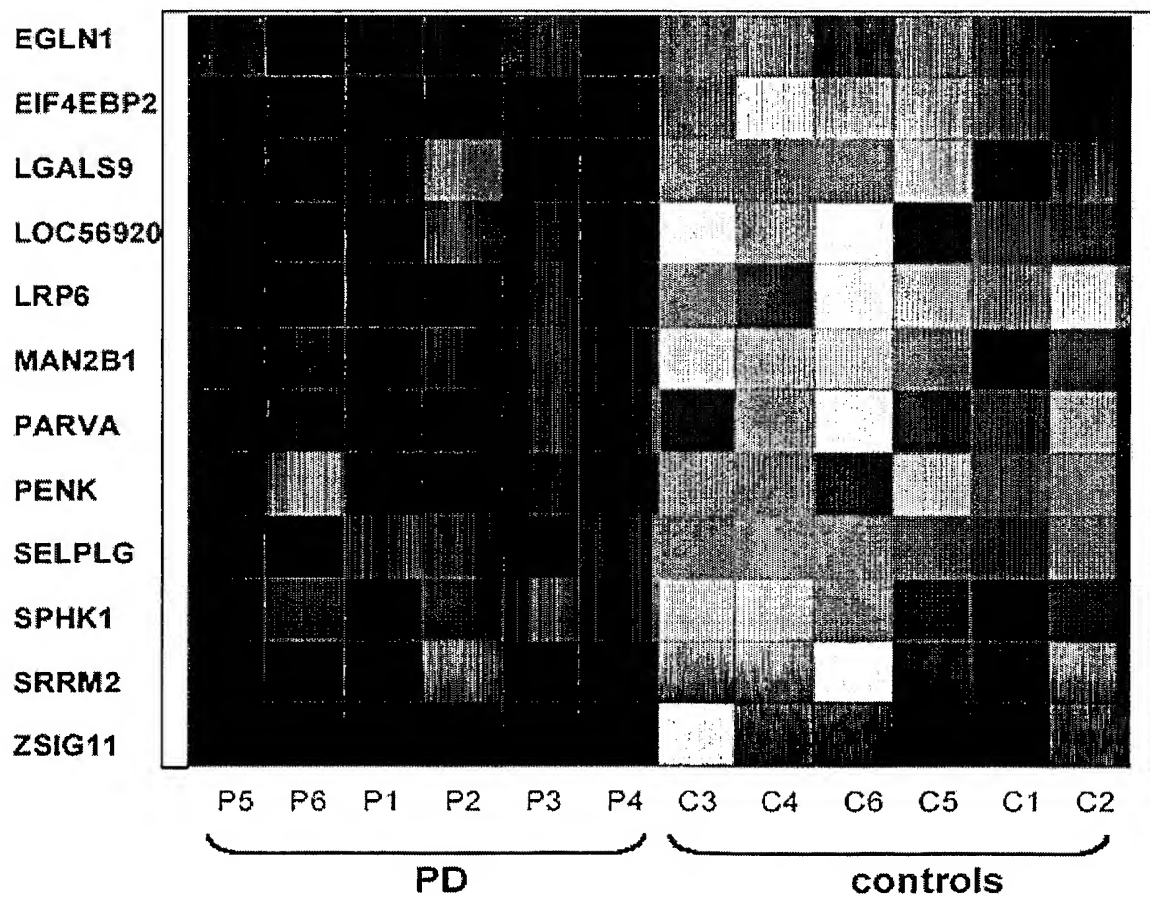 EGLN1
EIF4EBP2
LGALS9
LOC56920
LRP6
MAN2B1
PARVA
PENK
SELPLG
SPHK1
SRRM2
ZSIG11
P5 P6 P1 P2 P3 P4 C3 C4 C6 C5 C1 C2
PD controls